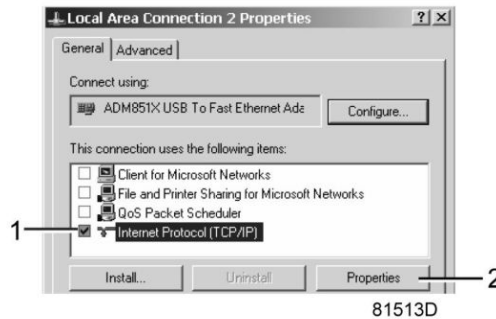 Local Area Connection 2 Properties
General Advanced
Connect using:
ADM851X USB To Fast Ethernet Ada
Configure...
This connection uses the following items:
Client for Microsoft Networks
File and Printer Sharing for Microsoft Networks
QoS Packet Scheduler
1 Internet Protocol (TCP/IP)
Install... Uninstall Properties 2
81513D